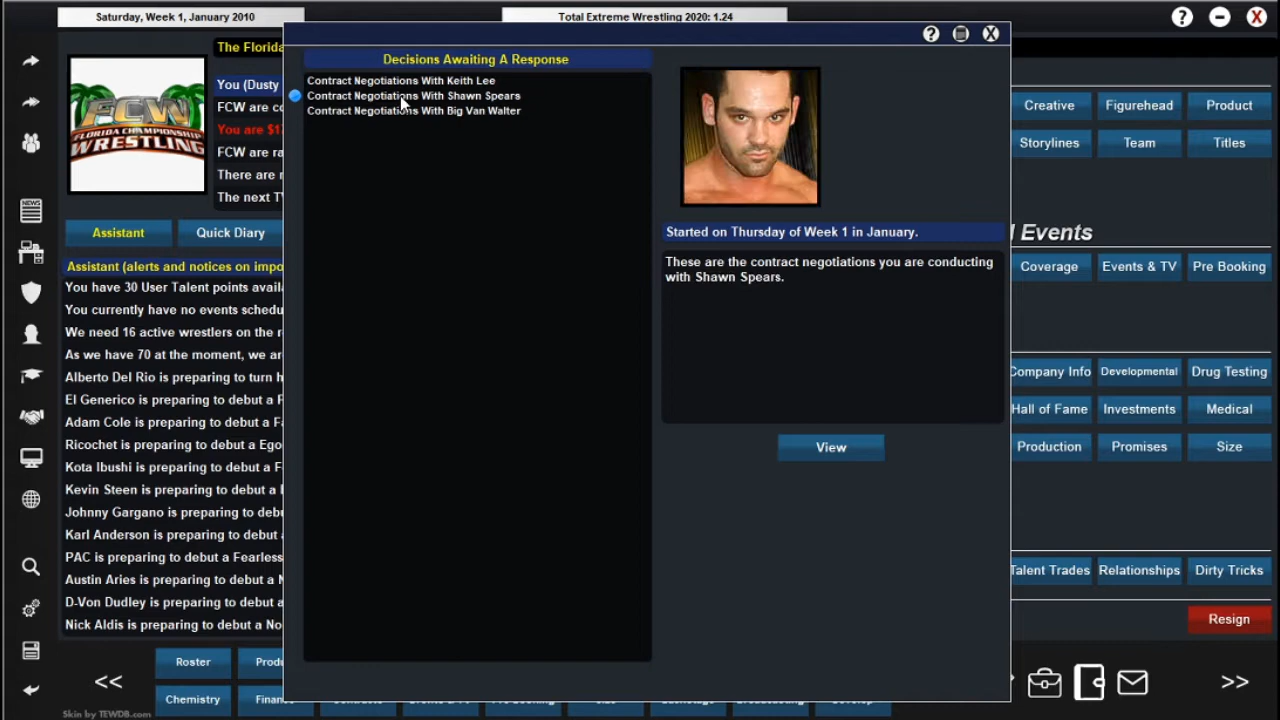 Saturday, Week 1, January 2010
Total Extreme Wrestling 2020: 1.24
The Florida
FCW
FLORIDA CHAMPIONSHIP
WRESTLING
You (Dusty
FCW are co
You are $1
FCW are ra
There are
The next T
Assistant
Quick Diary
Assistant (alerts and notices on impo
You have 30 User Talent points avail
You currently have no events schedu
We need 16 active wrestlers on the r
As we have 70 at the moment, we ar
Alberto Del Rio is preparing to turn h
El Generico is preparing to debut a F
Adam Cole is preparing to debut a Fa
Ricochet is preparing to debut a Ego
Kota Ibushi is preparing to debut a F
Kevin Steen is preparing to debut a
Johnny Gargano is preparing to debu
Karl Anderson is preparing to debut
PAC is preparing to debut a Fearless
Austin Aries is preparing to debut a
D-Von Dudley is preparing to debut a
Nick Aldis is preparing to debut a No
Decisions Awaiting A Response
Contract Negotiations With Keith Lee
Contract Negotiations With Shawn Spears
Contract Negotiations With Big Van Walter
Started on Thursday of Week 1 in January.
These are the contract negotiations you are conducting
with Shawn Spears.
View
Creative
Figurehead
Product
Storylines
Team
Titles
l Events
Coverage
Events & TV
Pre Booking
Company Info
Developmental
Drug Testing
Hall of Fame
Investments
Medical
Production
Promises
Size
Talent Trades
Relationships
Dirty Tricks
Resign
NEWS
<<
Roster
Produ
Chemistry
Finan
>>
Skin by TEWDB.com